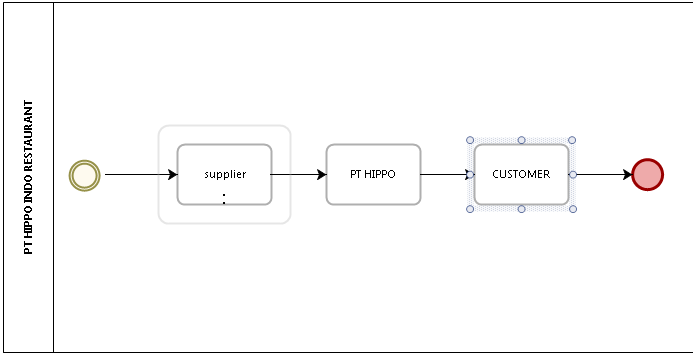 PT HIPPO INDO RESTAURANT
supplier
:
PT HIPPO
CUSTOMER